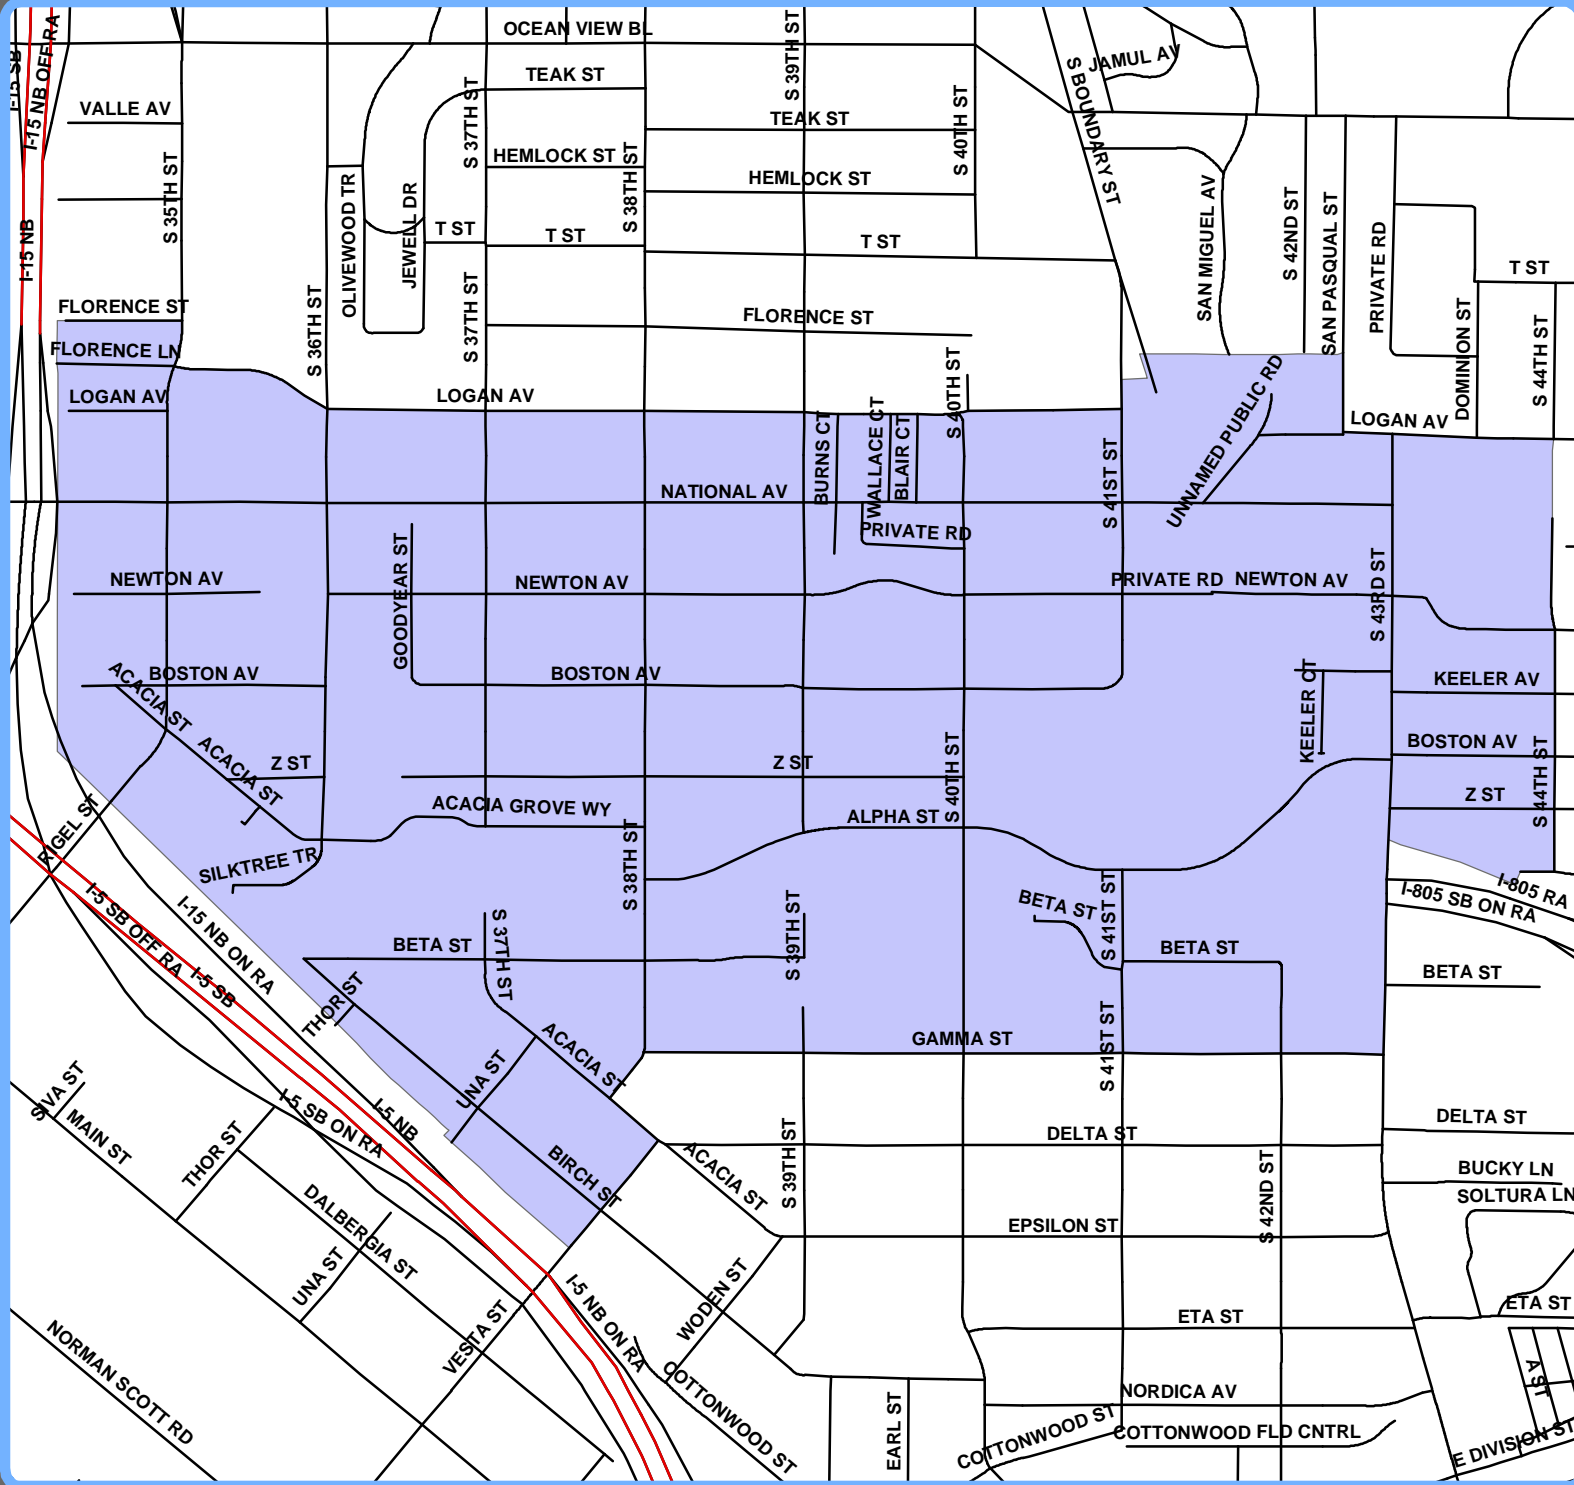 OCEAN VIEW BL
I-15 SB
I-15 NB OFF RA
S 39TH ST
JAMUL AV
S BOUNDARY ST
TEAK ST
VALLE AV
S 37TH ST
TEAK ST
S 40TH ST
HEMLOCK ST
S 38TH ST
HEMLOCK ST
S 35TH ST
OLIVEWOOD TR
JEWELL DR
SAN MIGUEL AV
S 42ND ST
SAN PASQUAL ST
PRIVATE RD
T ST
T ST
T ST
T ST
I-15 NB
FLORENCE ST
S 36TH ST
S 37TH ST
FLORENCE ST
DOMINION ST
S 44TH ST
FLORENCE LN
S 40TH ST
LOGAN AV
LOGAN AV
UNNAMED PUBLIC RD
LOGAN AV
BURNS CT
WALLACE CT
BLAIR CT
S 41ST ST
NATIONAL AV
PRIVATE RD
GOODYEAR ST
NEWTON AV
NEWTON AV
PRIVATE RD
NEWTON AV
S 43RD ST
ACACIA ST
BOSTON AV
BOSTON AV
KEELER CT
KEELER AV
ACACIA ST
Z ST
Z ST
S 40TH ST
BOSTON AV
S 44TH ST
Z ST
RIGEL ST
ACACIA GROVE WY
ALPHA ST
SILKTREE TR
S 38TH ST
I-805 RA
I-805 SB ON RA
I-5 SB OFF RA
I-15 NB ON RA
S 37TH ST
S 39TH ST
BETA ST
S 41ST ST
BETA ST
BETA ST
BETA ST
I-5 SB
THOR ST
S 41ST ST
GAMMA ST
ACACIA ST
UNA ST
SIVA ST
MAIN ST
I-5 SB ON RA
I-5 NB
THOR ST
BIRCH ST
ACACIA ST
S 39TH ST
DELTA ST
DELTA ST
S 42ND ST
BUCKY LN
SOLTURA LN
DALBERGIA ST
UNA ST
EPSILON ST
WODEN ST
I-5 NB ON RA
VESTA ST
ETA ST
ETA ST
NORMAN SCOTT RD
COTTONWOOD ST
EARL ST
NORDICA AV
COTTONWOOD ST
COTTONWOOD FLD CNTRL
A ST
E DIVISION ST